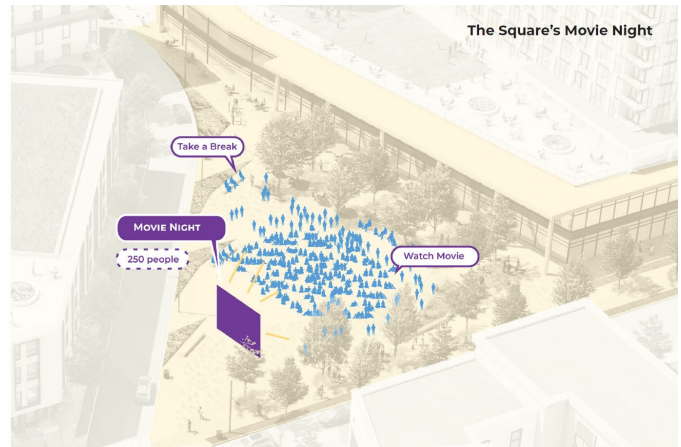 The Square's Movie Night
Take a Break
MOVIE NIGHT
250 people
Watch Movie